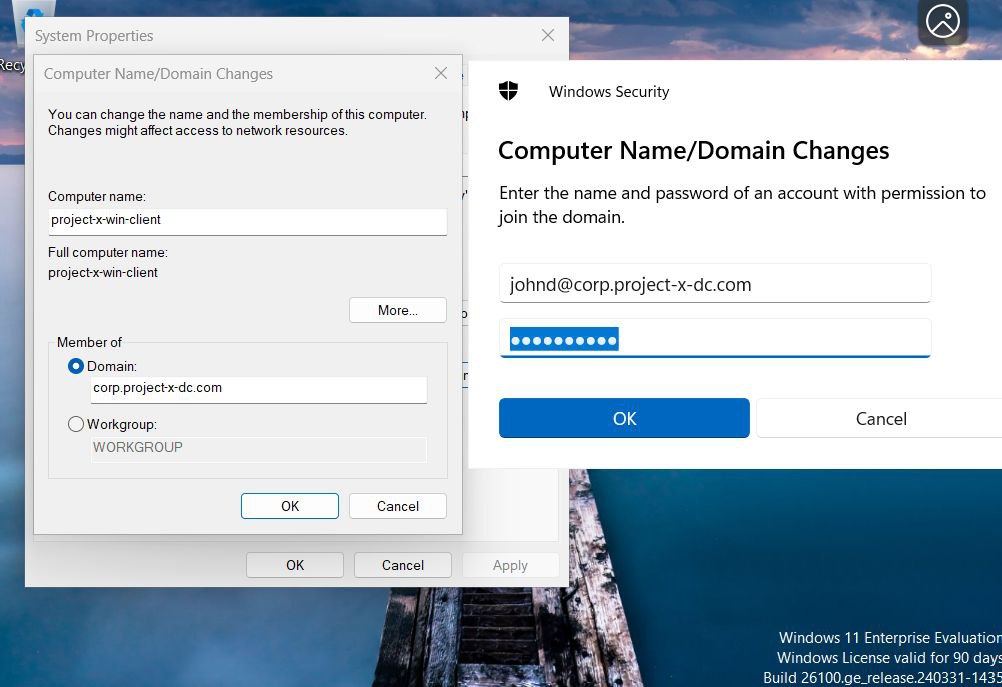 Recy
System Properties
Computer Name/Domain Changes
You can change the name and the membership of this computer.
Changes might affect access to network resources.
Computer name:
project-x-win-client
Full computer name:
project-x-win-client
More...
Member of
Domain:
corp.project-x-dc.com
Workgroup:
WORKGROUP
OK
Cancel
OK
Cancel
Apply
Windows Security
Computer Name/Domain Changes
Enter the name and password of an account with permission to
join the domain.
johnd@corp.project-x-dc.com
●●●●●●●●●●
OK
Cancel
Windows 11 Enterprise Evaluation
Windows License valid for 90 days
Build 26100.ge_release.240331-1435